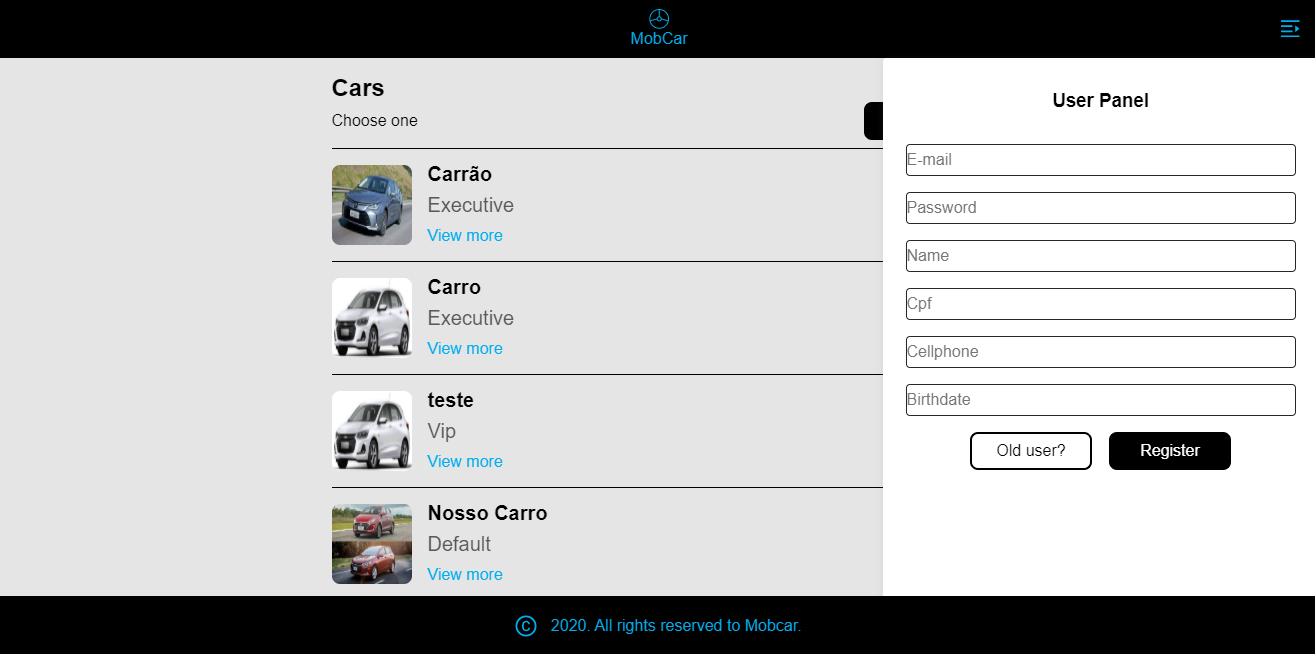 MobCar
Cars
Choose one
Carrão
Executive
View more
Carro
Executive
View more
teste
Vip
View more
Nosso Carro
Default
View more
User Panel
E-mail
Password
Name
Cpf
Cellphone
Birthdate
Old user?
Register
© 2020. All rights reserved to Mobcar.